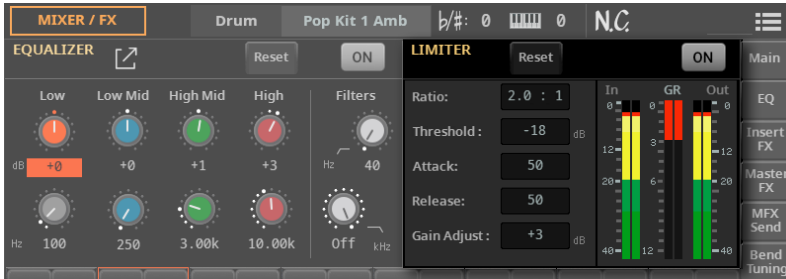 MIXER / FX Drum Pop Kit 1 Amb ♭/♯: 0 0 N.C.
EQUALIZER Reset ON
Low Low Mid High Mid High Filters
dB +0 +0 +1 +3 Hz 40
Hz 100 250 3.00k 10.00k Off kHz
LIMITER Reset ON
Ratio: 2.0 : 1
Threshold : -18 dB
Attack: 50
Release: 50
Gain Adjust : +3 dB
In GR Out
0 0 0
12 3 12
20 6 20
40 12 40
Main
EQ
Insert
FX
Master
FX
MFX
Send
Bend
Tuning